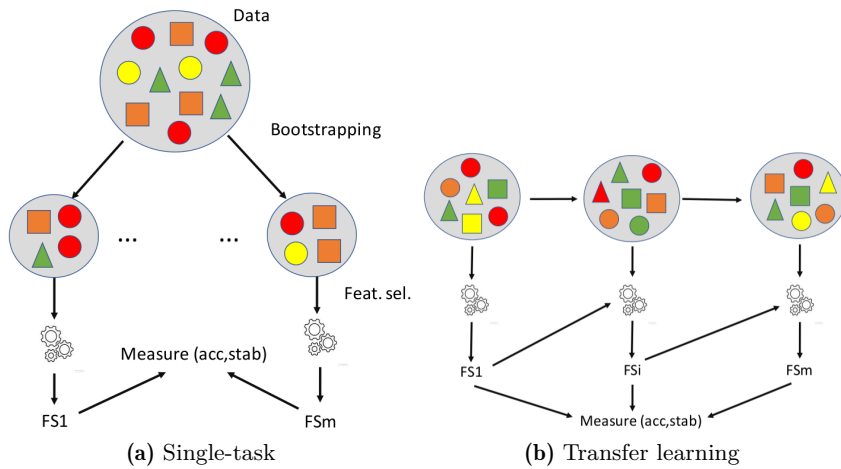 Data
Bootstrapping
... ...
Feat. sel.
Measure (acc,stab)
FS1 FSm
(a) Single-task
FS1 FSi FSm
Measure (acc,stab)
(b) Transfer learning